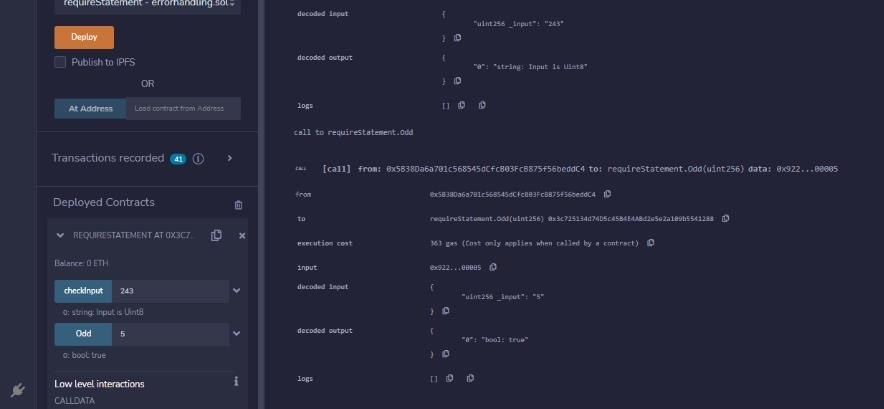 requireStatement - errorhandling.sol
Deploy
Publish to IPFS
OR
At Address
Load contract from Address
Transactions recorded 41
Deployed Contracts
REQUIRESTATEMENT AT 0X3C7...
Balance: 0 ETH
checkInput 243
0: string: Input is Uint8
Odd 5
0: bool: true
Low level interactions
CALLDATA
decoded input {
"uint256 _input": "243"
}
decoded output {
"0": "string: Input is Uint8"
}
logs []
call to requireStatement.Odd
CALL [call] from: 0x5B38Da6a701c568545dCfcB03FcB875f56beddC4 to: requireStatement.Odd(uint256) data: 0x922...00005
from 0x5B38Da6a701c568545dCfcB03FcB875f56beddC4
to requireStatement.Odd(uint256) 0x3c725134d74D5c45B4E4ABd2e5e2a109b5541288
execution cost 363 gas (Cost only applies when called by a contract)
input 0x922...00005
decoded input {
"uint256 _input": "5"
}
decoded output {
"0": "bool: true"
}
logs []